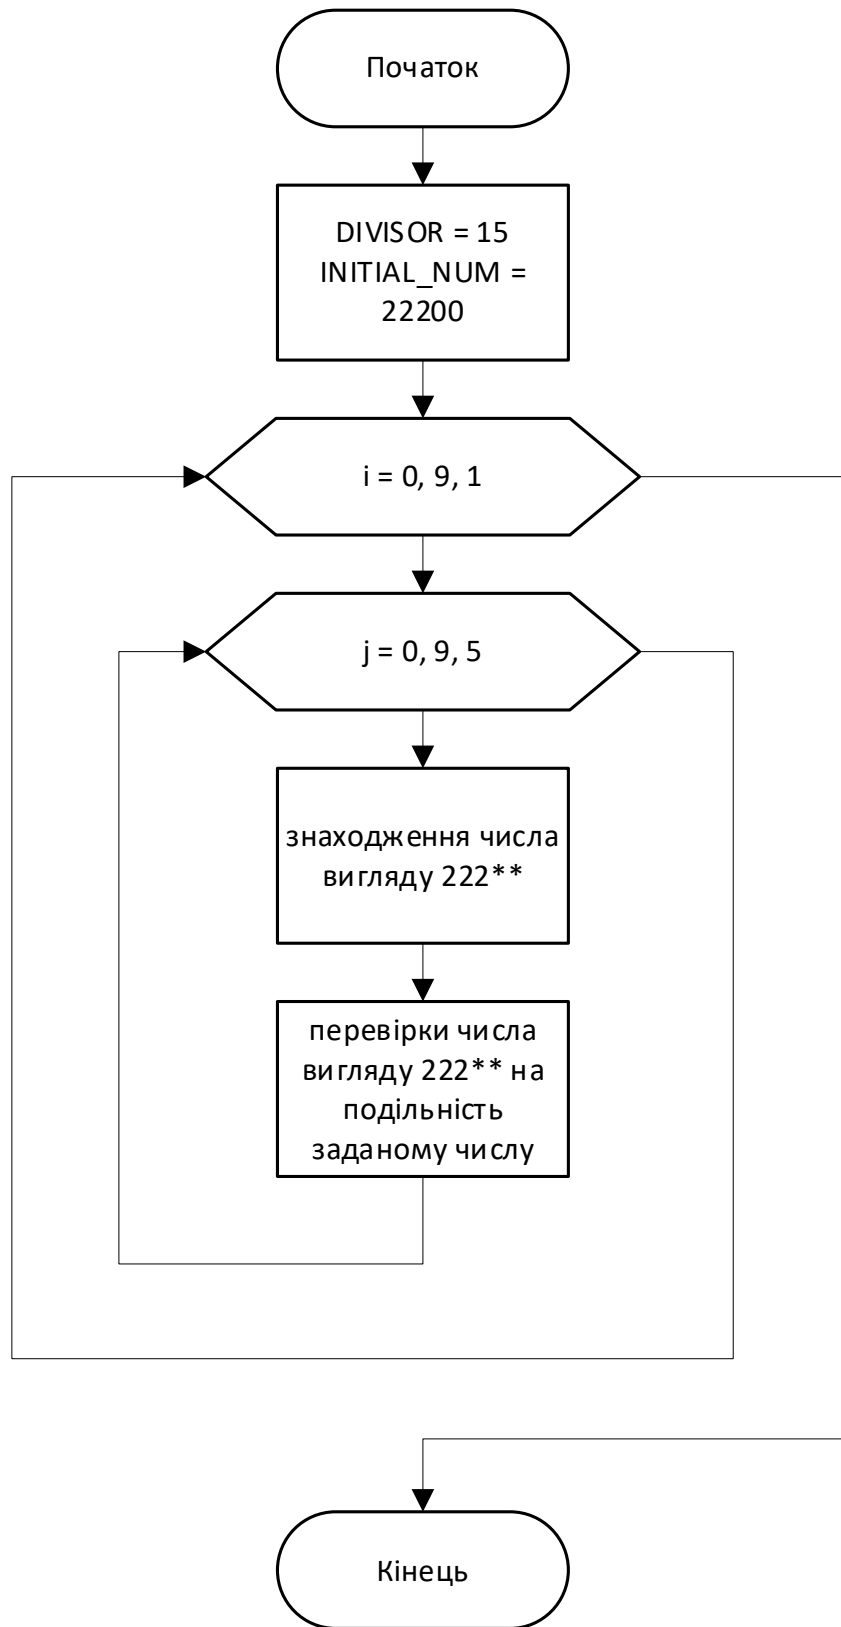 Початок
DIVISOR = 15
INITIAL_NUM =
22200
i = 0, 9, 1
j = 0, 9, 5
знаходження числа
вигляду 222**
перевірки числа
вигляду 222** на
подільність
заданому числу
Кінець